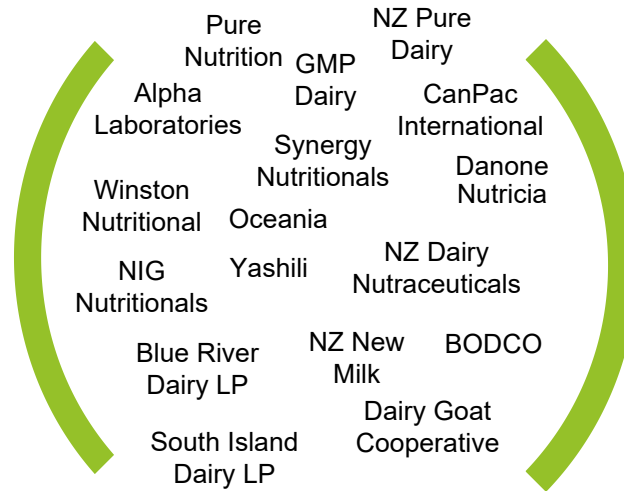 Pure
Nutrition
NZ Pure
Dairy
GMP
Dairy
Alpha
Laboratories
CanPac
International
Synergy
Nutritionals
Danone
Nutricia
Winston
Nutritional
Oceania
NZ Dairy
Nutraceuticals
NIG
Nutritionals
Yashili
Blue River
Dairy LP
NZ New
Milk
BODCO
Dairy Goat
Cooperative
South Island
Dairy LP